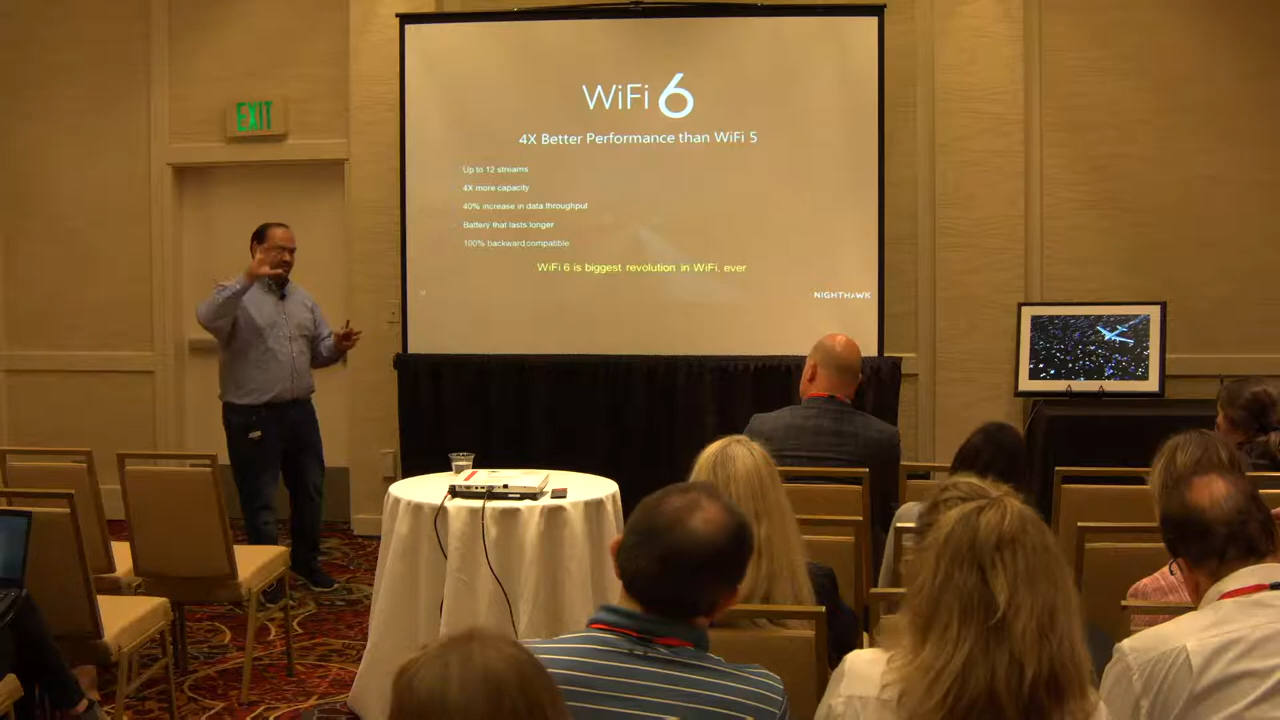 EXIT
WiFi 6
4X Better Performance than WiFi 5
Up to 12 streams
4X more capacity
40% increase in data throughput
Battery that lasts longer
100% backward compatible
WiFi 6 is biggest revolution in WiFi, ever
NIGHTHAWK